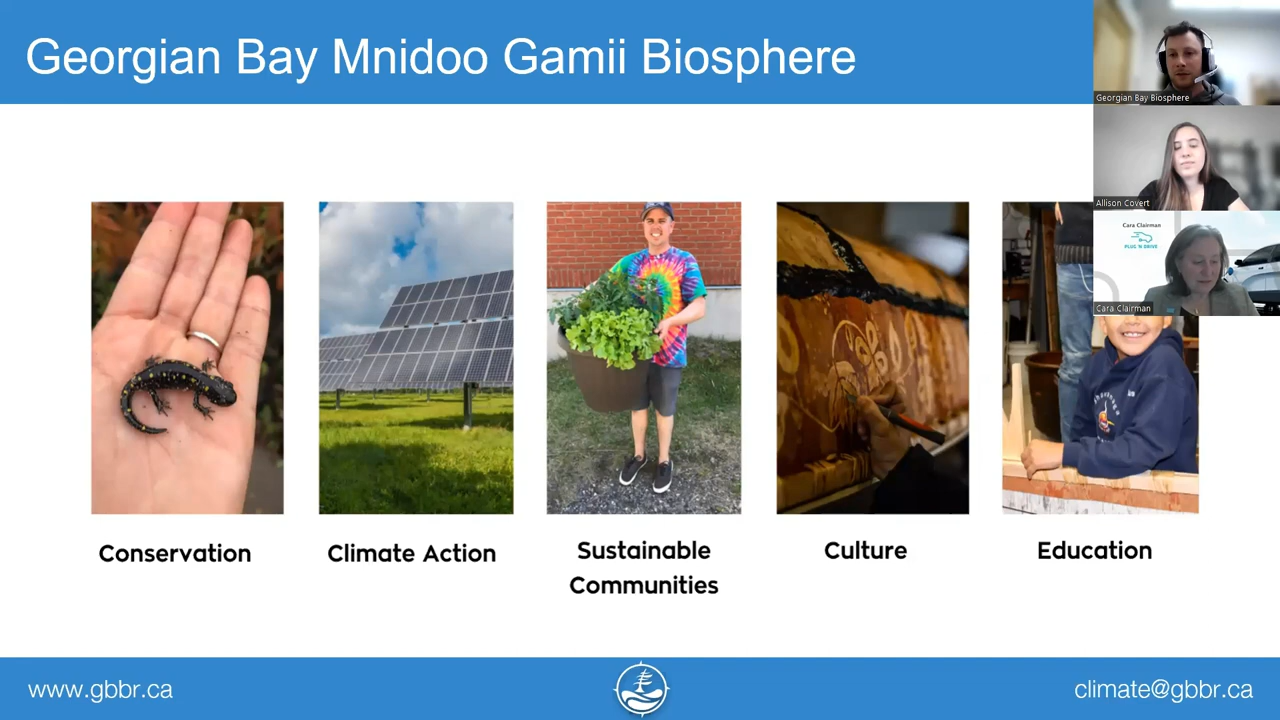 Georgian Bay Mnidoo Gamii Biosphere
Georgian Bay Biosphere
Allison Covert
Cara Clairman
PLUG 'N DRIVE
Cara Clairman
Conservation
Climate Action
Sustainable
Communities
Culture
Education
www.gbbr.ca
climate@gbbr.ca